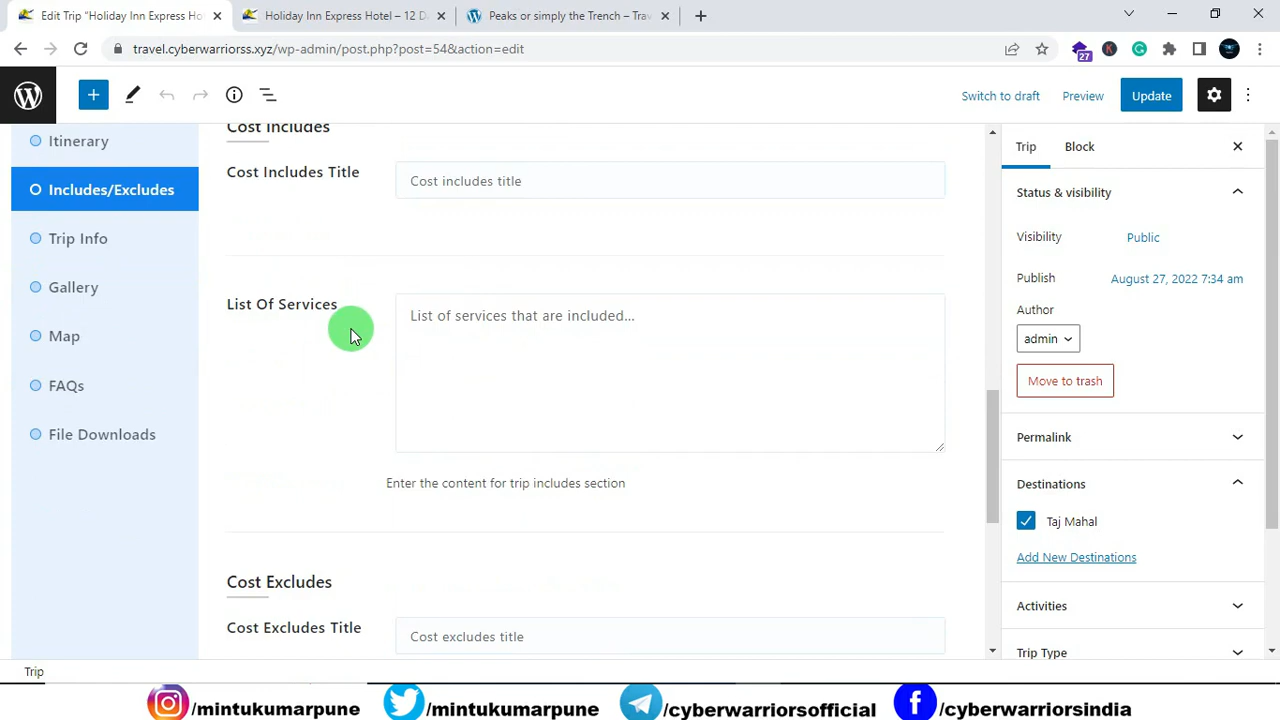 Edit Trip “Holiday Inn Express Ho
Holiday Inn Express Hotel – 12 D
Peaks or simply the Trench – Trav
travel.cyberwarriorss.xyz/wp-admin/post.php?post=54&action=edit
27
Switch to draft
Preview
Update
Itinerary
Includes/Excludes
Trip Info
Gallery
Map
FAQs
File Downloads
Cost Includes
Cost Includes Title
Cost includes title
List Of Services
List of services that are included...
Enter the content for trip includes section
Cost Excludes
Cost Excludes Title
Cost excludes title
Trip
Block
Status & visibility
Visibility
Public
Publish
August 27, 2022 7:34 am
Author
admin
Move to trash
Permalink
Destinations
Taj Mahal
Add New Destinations
Activities
Trip Type
Trip
/mintukumarpune
/mintukumarpune
/cyberwarriorsofficial
/cyberwarriorsindia